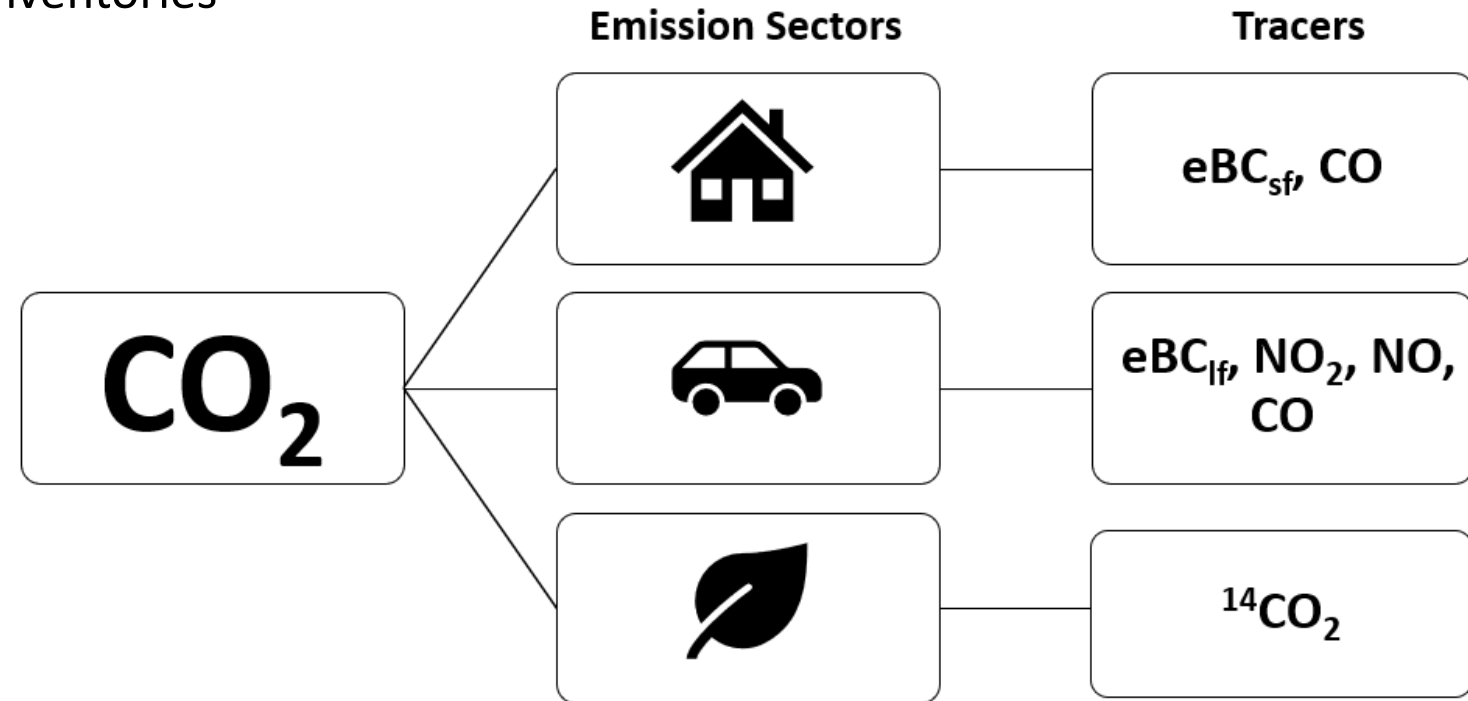 Emission Sectors
Tracers
eBCsf, CO
CO2
eBClf, NO2, NO,
CO
14CO2